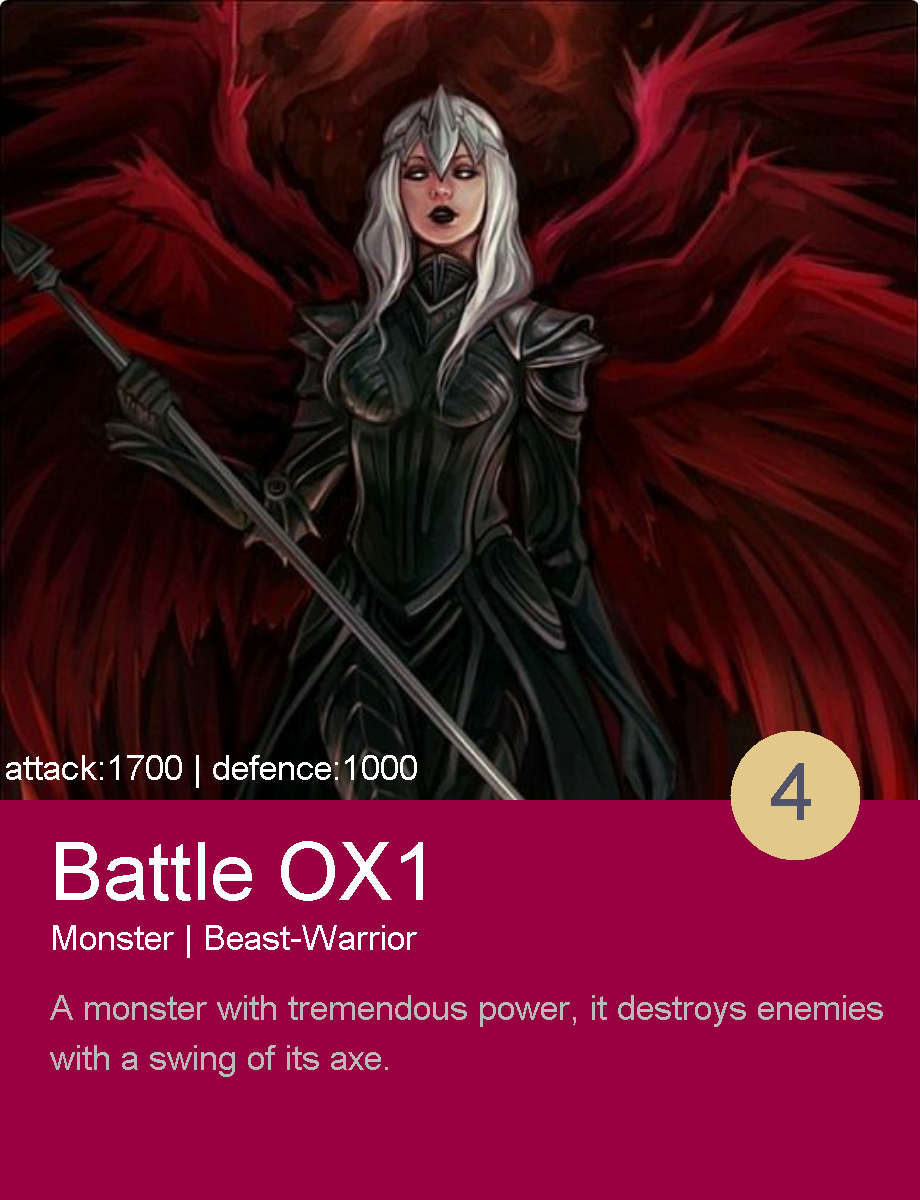 attack:1700 | defence:1000
4
Battle OX1
Monster | Beast-Warrior
A monster with tremendous power, it destroys enemies
with a swing of its axe.